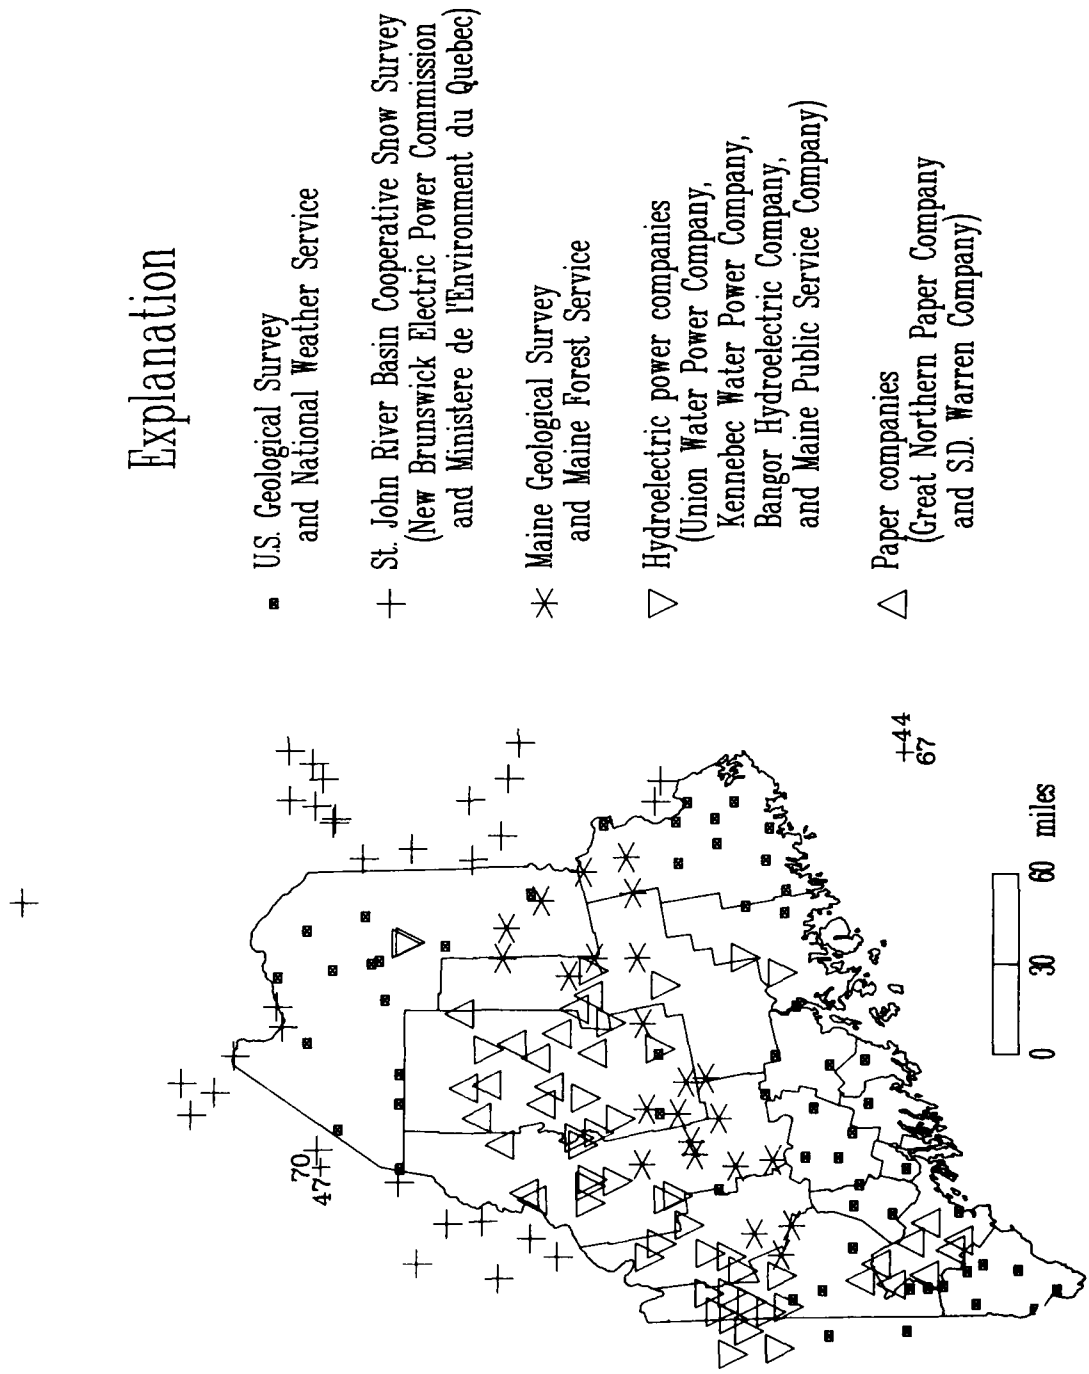 Explanation
U.S. Geological Survey
and National Weather Service
St. John River Basin Cooperative Snow Survey
(New Brunswick Electric Power Commission
and Ministere de l'Environment du Quebec)
Maine Geological Survey
and Maine Forest Service
Hydroelectric power companies
(Union Water Power Company,
Kennebec Water Power Company,
Bangor Hydroelectric Company,
and Maine Public Service Company)
Paper companies
(Great Northern Paper Company
and S.D. Warren Company)
70
47
44
67
0 30 60 miles